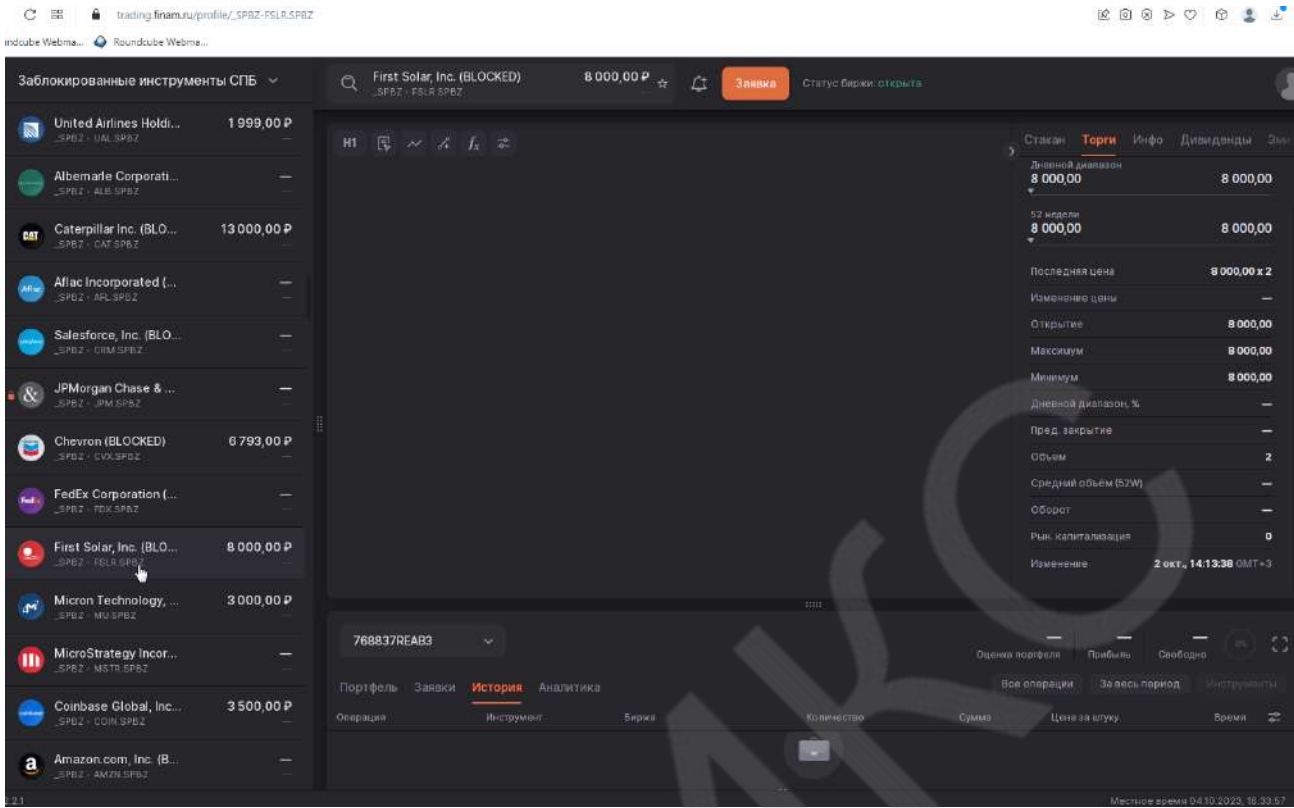 trading.finam.ru/profile/_SPBZ-FSLR.SPBZ
undcube Webma... Roundcube Webma...
Заблокированные инструменты СПБ
First Solar, Inc. (BLOCKED) 8 000,00 ₽
_SPBZ - FSLR.SPBZ
Заявка
Статус биржи: открыта
United Airlines Holdi... 1 999,00 ₽
_SPBZ - UAL.SPBZ
Albemarle Corporati... —
_SPBZ - ALB.SPBZ
Caterpillar Inc. (BLO... 13 000,00 ₽
_SPBZ - CAT.SPBZ
Aflac Incorporated (... —
_SPBZ - AFL.SPBZ
Salesforce, Inc. (BLO... —
_SPBZ - CRM.SPBZ
JPMorgan Chase & ... —
_SPBZ - JPM.SPBZ
Chevron (BLOCKED) 6 793,00 ₽
_SPBZ - CVX.SPBZ
FedEx Corporation (... —
_SPBZ - FDX.SPBZ
First Solar, Inc. (BLO... 8 000,00 ₽
_SPBZ - FSLR.SPBZ
Micron Technology, ... 3 000,00 ₽
_SPBZ - MU.SPBZ
MicroStrategy Incor... —
_SPBZ - MSTR.SPBZ
Coinbase Global, Inc... 3 500,00 ₽
_SPBZ - COIN.SPBZ
Amazon.com, Inc. (B... —
_SPBZ - AMZN.SPBZ
H1
Стакан Торги Инфо Дивиденды
Дневной диапазон
8 000,00 8 000,00
52 недели
8 000,00 8 000,00
Последняя цена 8 000,00 x 2
Изменение цены —
Открытие 8 000,00
Максимум 8 000,00
Минимум 8 000,00
Дневной диапазон, % —
Пред. закрытие —
Объем 2
Средний объём (52W) —
Оборот —
Рын. капитализация 0
Изменение 2 окт., 14:13:38 GMT+3
768837REAB3
Оценка портфеля Прибыль Свободно
0%
Портфель Заявки История Аналитика
Все операции За весь период Инструменты
Операция Инструмент Биржа Количество Сумма Цена за штуку Время
2.2.1
Местное время 04.10.2023, 16:33:57
МКС